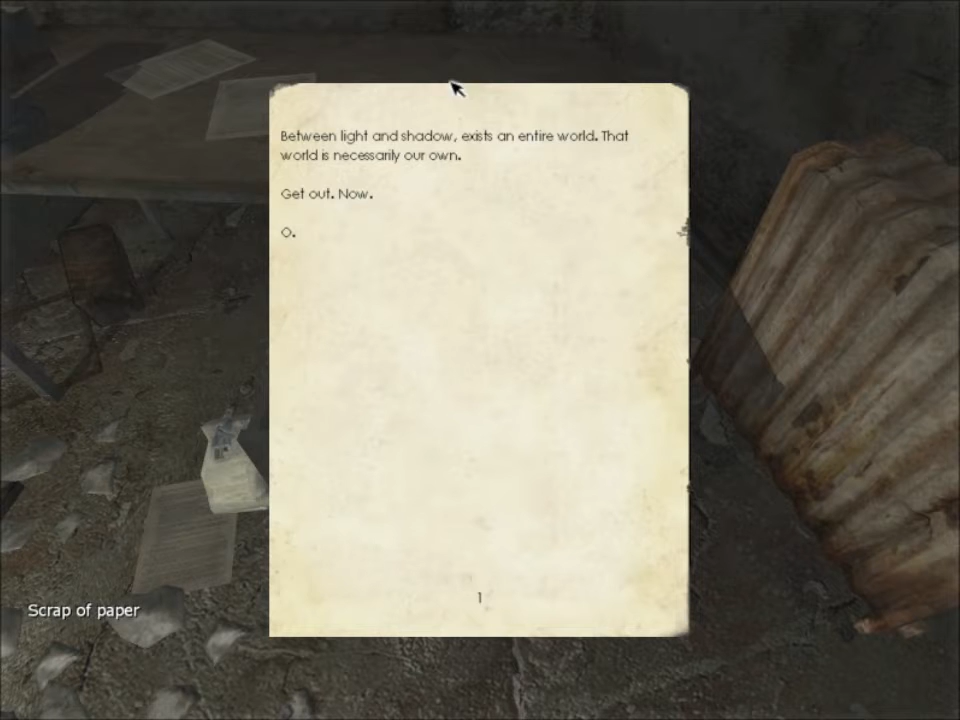 Between light and shadow, exists an entire world. That
world is necessarily our own.
Get out. Now.
O.
1
Scrap of paper